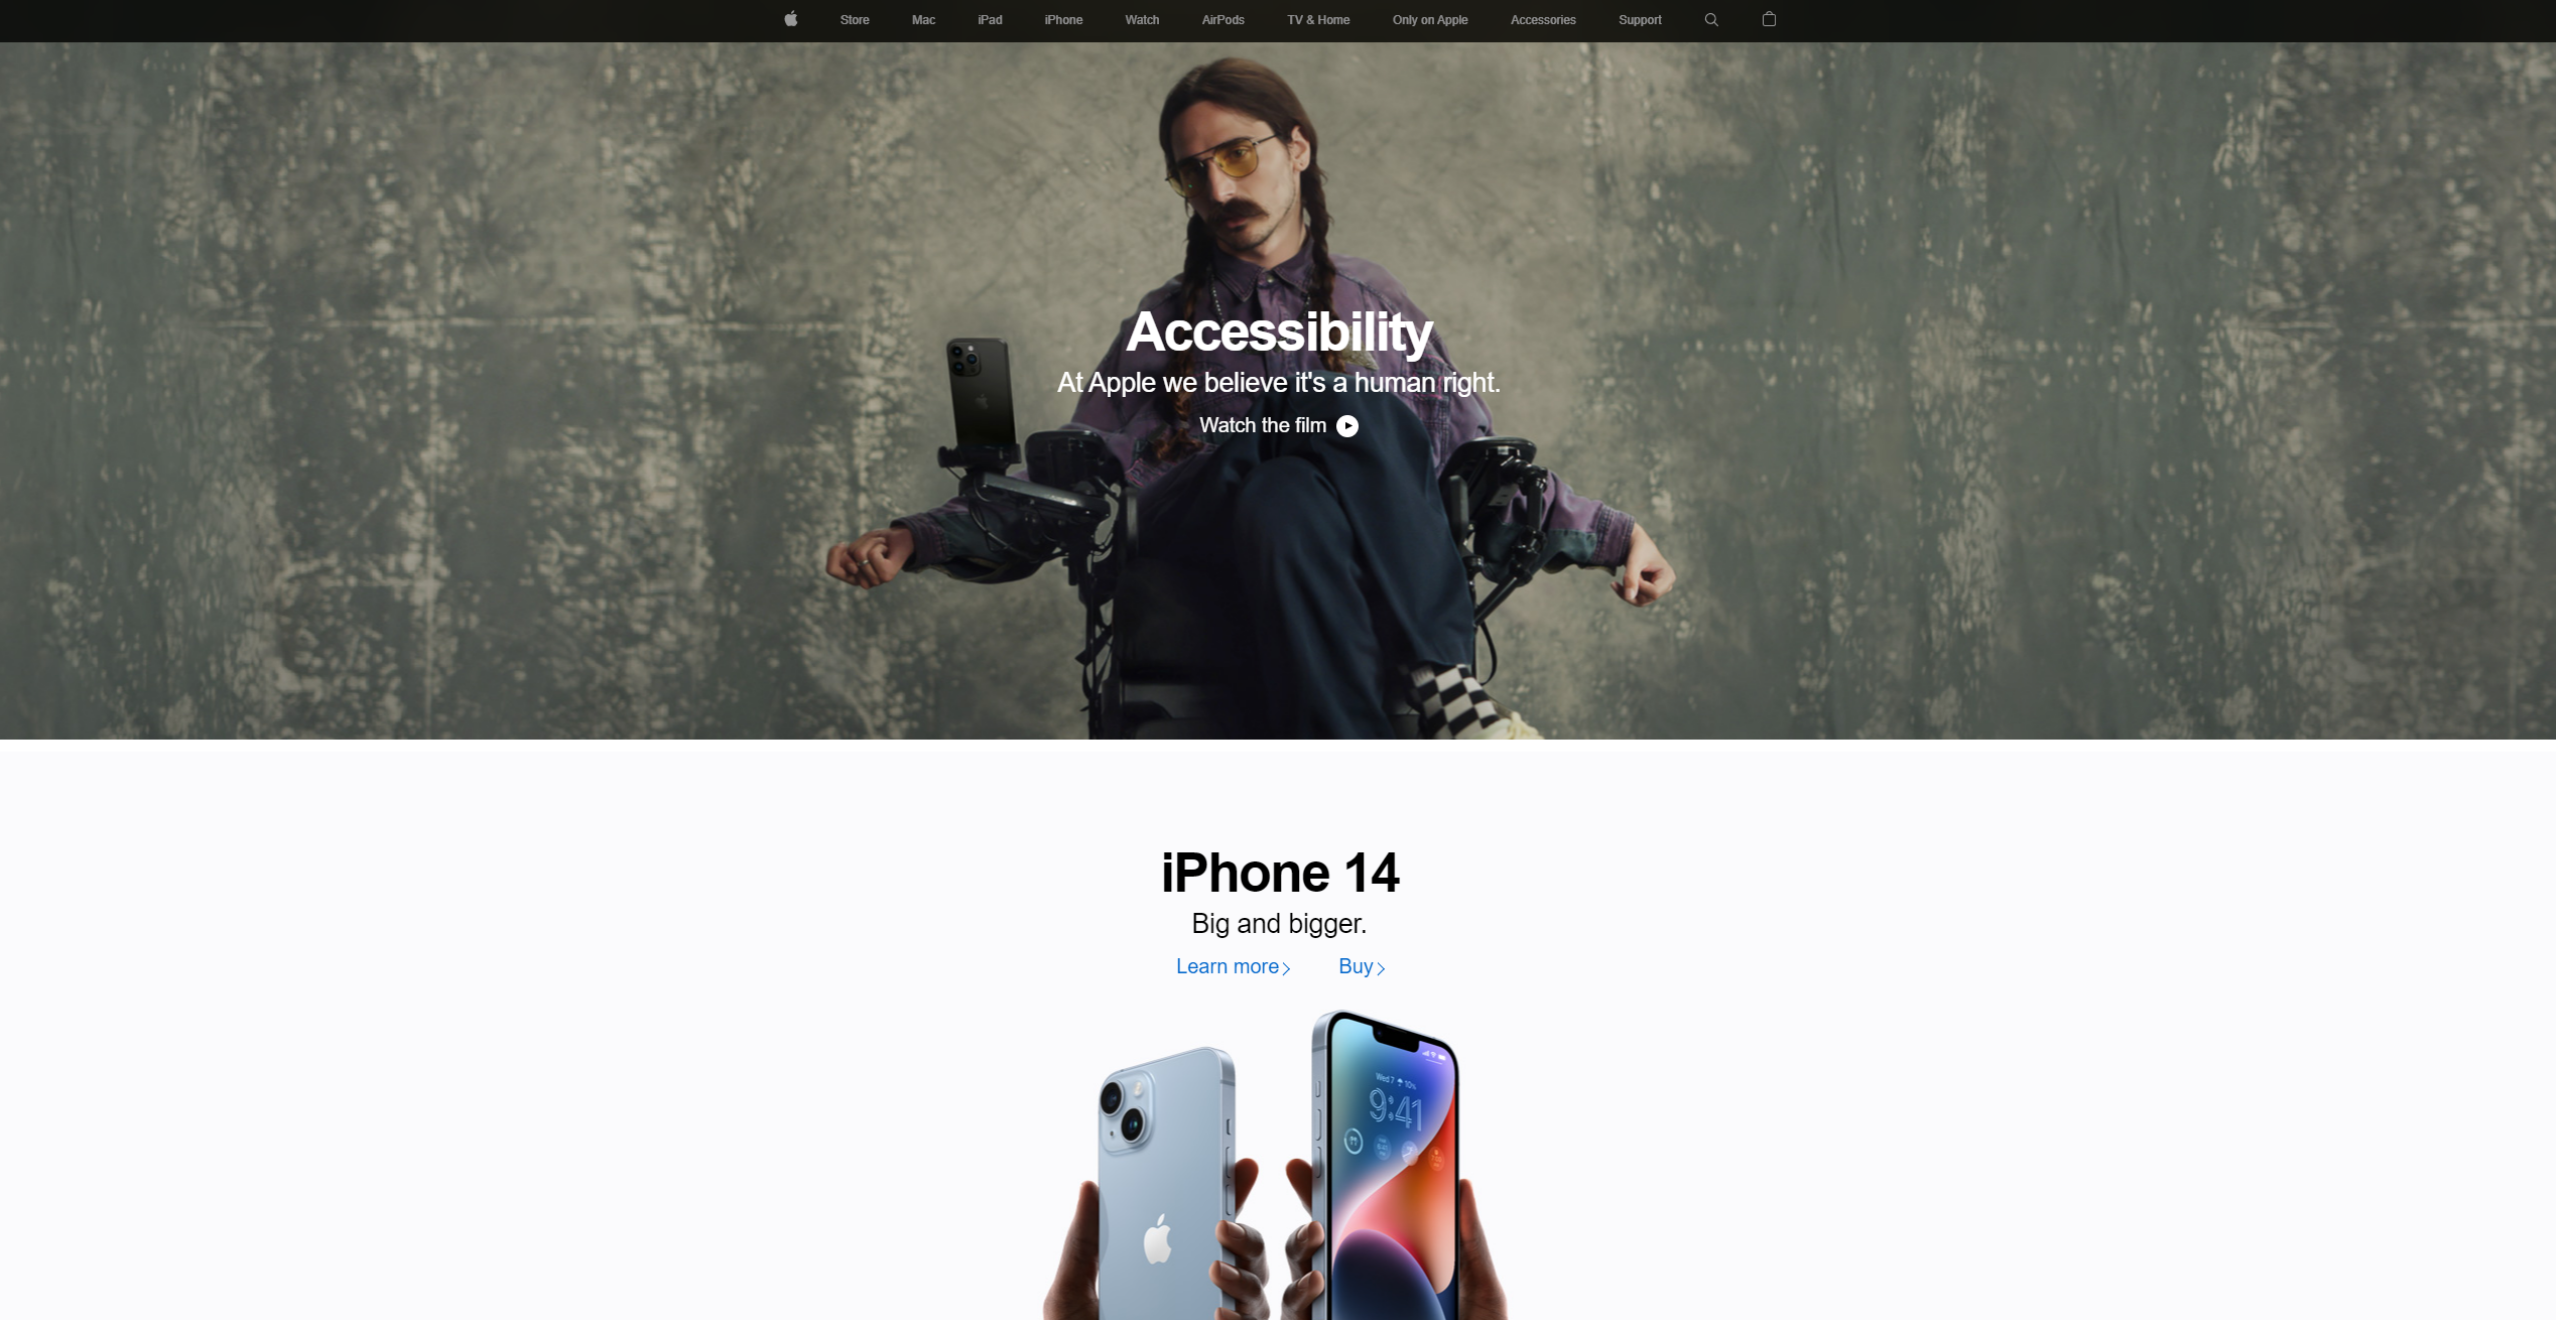 Store Mac iPad iPhone Watch AirPods TV & Home Only on Apple Accessories Support
Accessibility
At Apple we believe it's a human right.
Watch the film
iPhone 14
Big and bigger.
Learn more Buy
Wed 7 10%
9:41